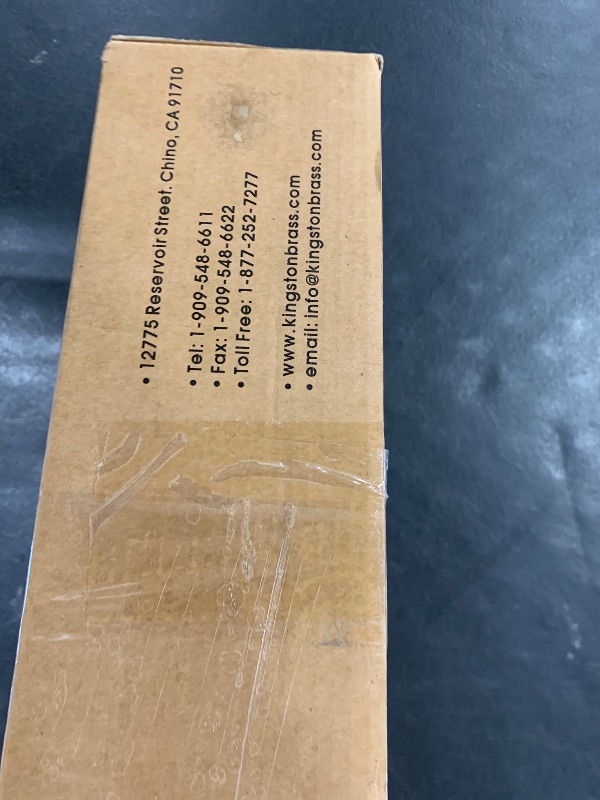 • 12775 Reservoir Street. Chino, CA 91710
• Tel: 1-909-548-6611
• Fax: 1-909-548-6622
• Toll Free: 1-877-252-7277
• www.kingstonbrass.com
• email: info@kingstonbrass.com